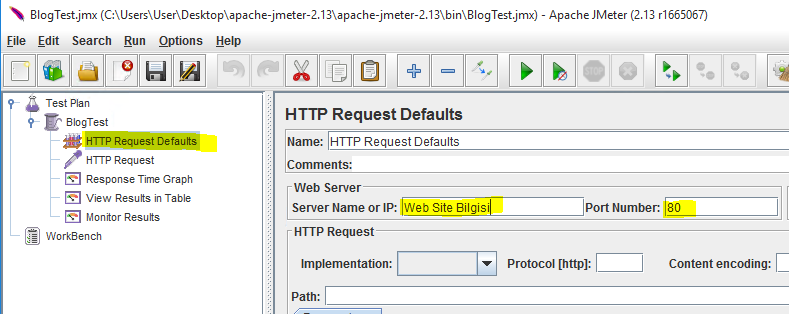 BlogTest.jmx (C:\Users\User\Desktop\apache-jmeter-2.13\apache-jmeter-2.13\bin\BlogTest.jmx) - Apache JMeter (2.13 r1665067)
File Edit Search Run Options Help
STOP
Test Plan
BlogTest
HTTP Request Defaults
HTTP Request
Response Time Graph
View Results in Table
Monitor Results
WorkBench
HTTP Request Defaults
Name: HTTP Request Defaults
Comments:
Web Server
Server Name or IP: Web Site Bilgisi Port Number: 80
HTTP Request
Implementation: Protocol [http]: Content encoding:
Path: